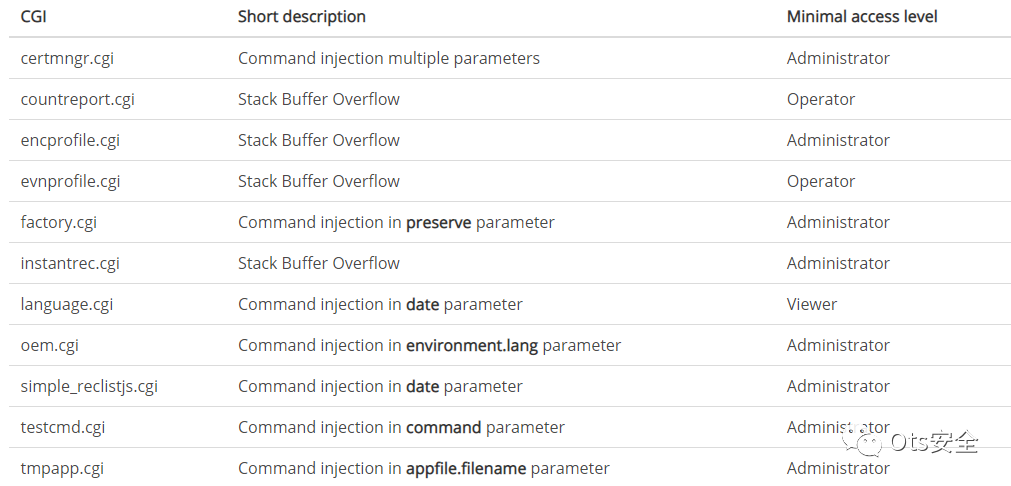 CGI Short description Minimal access level
certmngr.cgi Command injection multiple parameters Administrator
countreport.cgi Stack Buffer Overflow Operator
encprofile.cgi Stack Buffer Overflow Administrator
evnprofile.cgi Stack Buffer Overflow Operator
factory.cgi Command injection in preserve parameter Administrator
instantrec.cgi Stack Buffer Overflow Administrator
language.cgi Command injection in date parameter Viewer
oem.cgi Command injection in environment.lang parameter Administrator
simple_reclistjs.cgi Command injection in date parameter Administrator
testcmd.cgi Command injection in command parameter Administrator
Ots安全
tmpapp.cgi Command injection in appfile.filename parameter Administrator